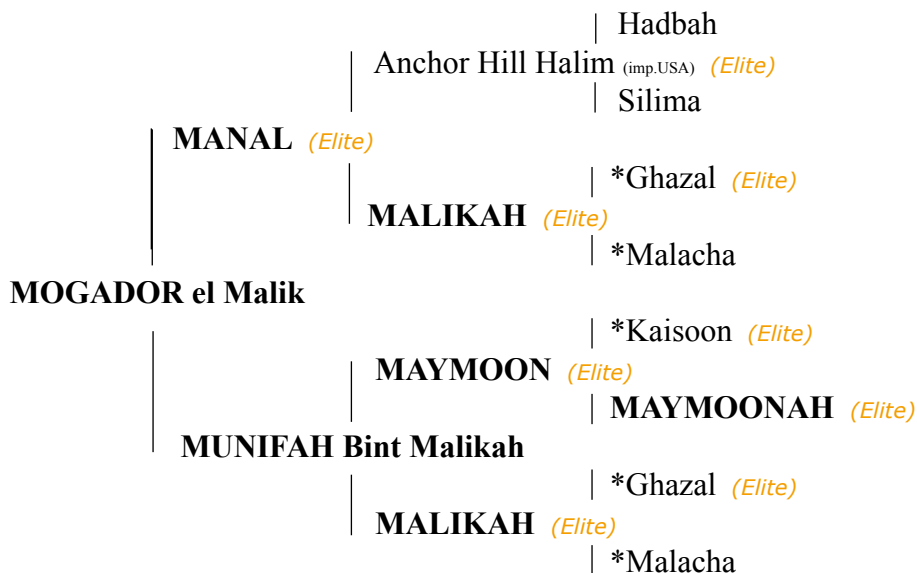 Hadbah
Anchor Hill Halim (imp.USA) (Elite)
Silima
MANAL (Elite)
*Ghazal (Elite)
MALIKAH (Elite)
*Malacha
MOGADOR el Malik
*Kaisoon (Elite)
MAYMOON (Elite)
MAYMOONAH (Elite)
MUNIFAH Bint Malikah
*Ghazal (Elite)
MALIKAH (Elite)
*Malacha